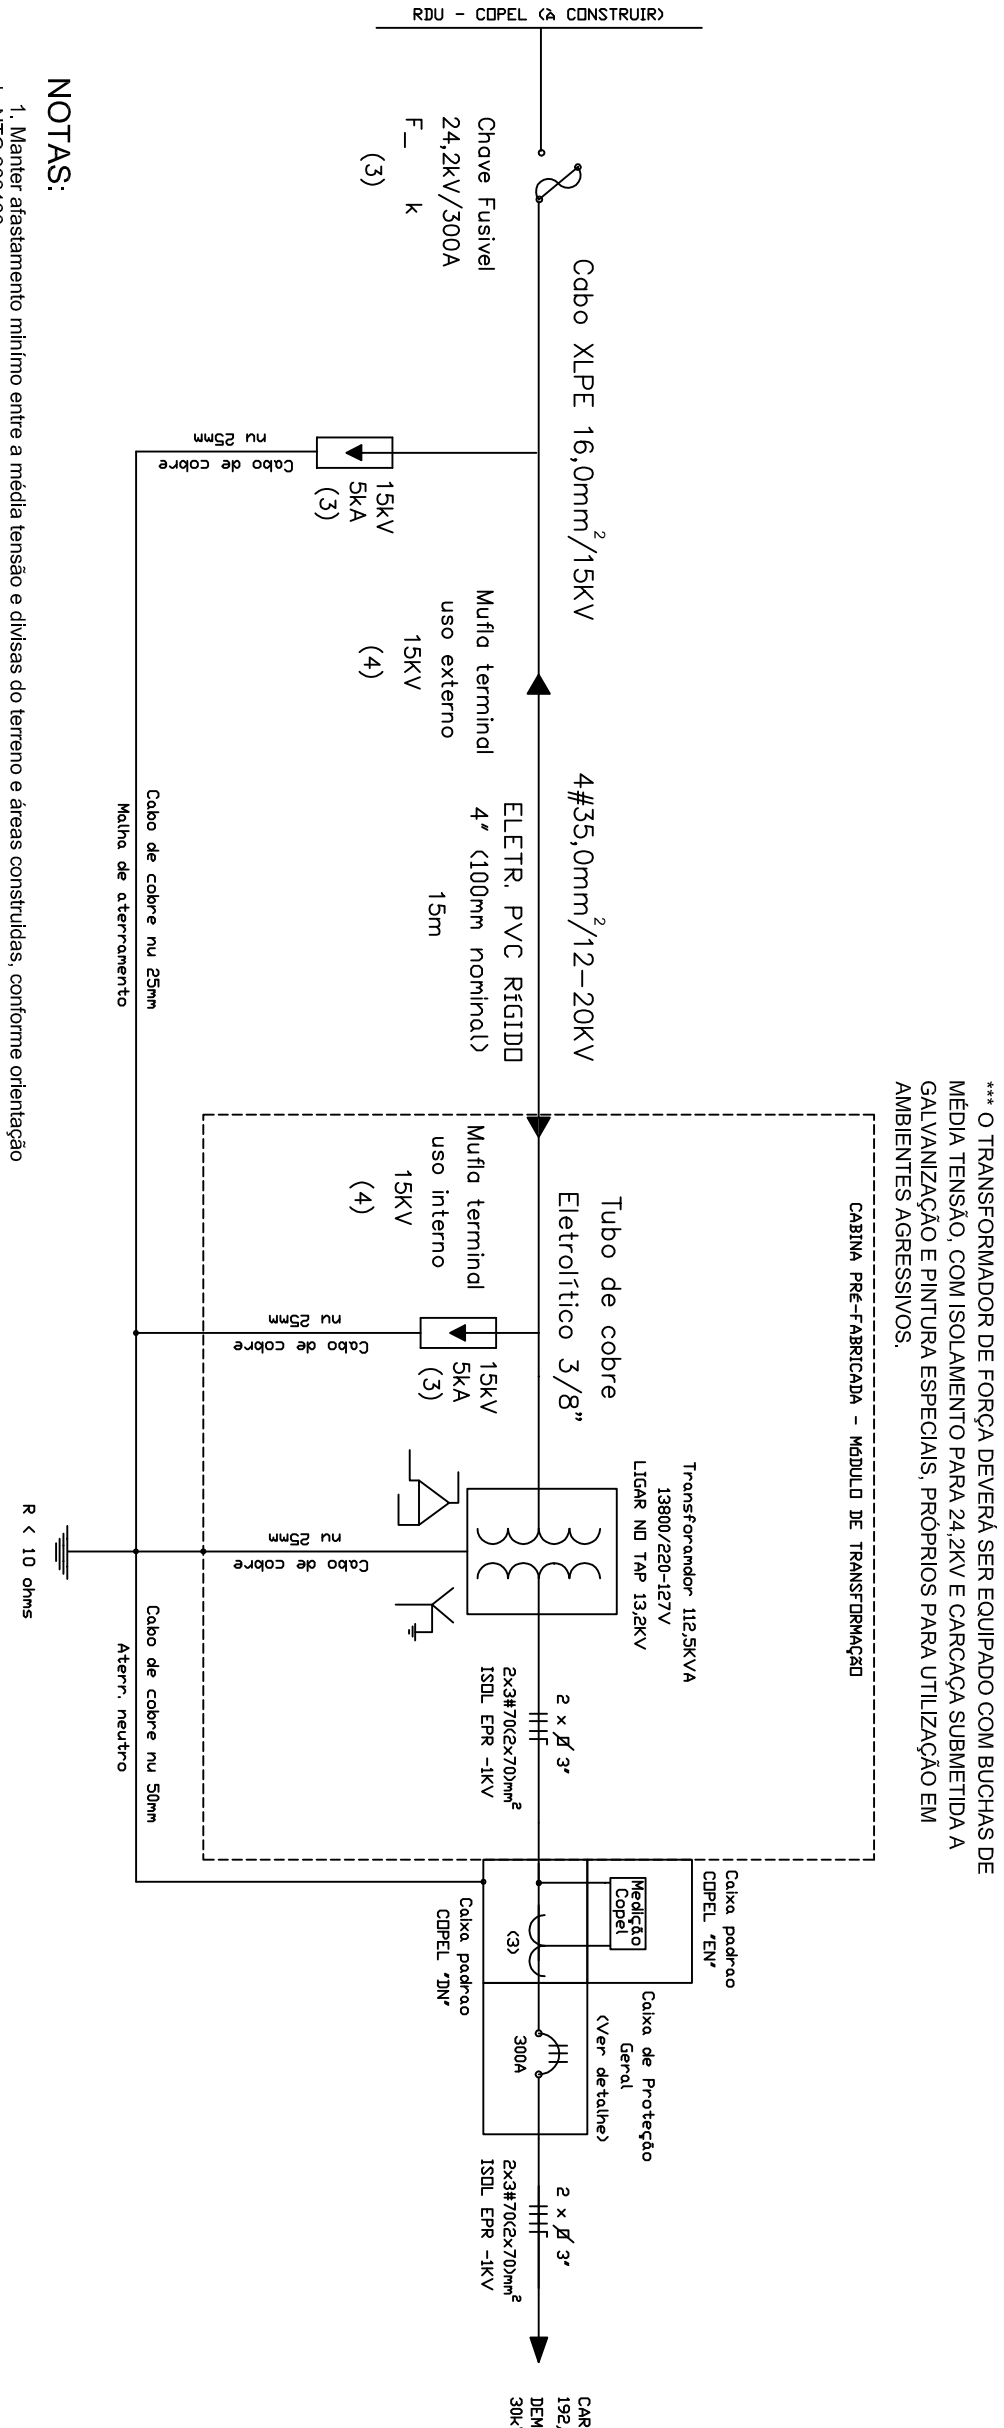 RDU - COPEL (À CONSTRUIR)
Chave Fusivel
24,2kV/300A
F_ k
(3)
Cabo XLPE 16,0mm²/15KV
15kV
5kA
(3)
Cabo de cobre
nu 25mm
Mufla terminal
uso externo
15KV
(4)
4#35,0mm²/12-20KV
ELETR. PVC RíGIDO
4" (100mm nominal)
15m
Cabo de cobre nu 25mm
Malha de aterramento
*** O TRANSFORMADOR DE FORÇA DEVERÁ SER EQUIPADO COM BUCHAS DE
MÉDIA TENSÃO, COM ISOLAMENTO PARA 24,2KV E CARCAÇA SUBMETIDA A
GALVANIZAÇÃO E PINTURA ESPECIAIS, PRÓPRIOS PARA UTILIZAÇÃO EM
AMBIENTES AGRESSIVOS.
CABINA PRÉ-FABRICADA - MÓDULO DE TRANSFORMAÇÃO
Mufla terminal
uso interno
15KV
(4)
Tubo de cobre
Eletrolítico 3/8"
15kV
5kA
(3)
Cabo de cobre
nu 25mm
Transforamdor 112,5KVA
13800/220-127V
LIGAR NO TAP 13,2KV
Cabo de cobre
nu 25mm
R < 10 ohms
2 x Ø 3"
2x3#70(2x70)mm²
ISOL EPR -1KV
Cabo de cobre nu 50mm
Aterr. neutro
Caixa padrao
COPEL "EN"
Medição
Copel
(3)
Caixa padrao
COPEL "DN"
Caixa de Proteção
Geral
(Ver detalhe)
300A
2 x Ø 3"
2x3#70(2x70)mm²
ISOL EPR -1KV
CAR
192,
DEM
30k
NOTAS:
1. Manter afastamento minímo entre a média tensão e divisas do terreno e áreas construidas, conforme orientação